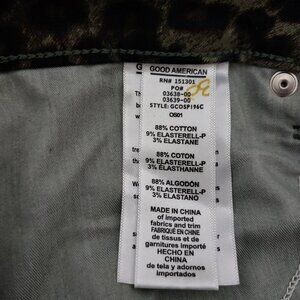 GOOD AMERICAN
RN# 151301
PO#
03638-00
03639-00
STYLE: GCOSP196C
OS01
88% COTTON
9% ELASTERELL-P
3% ELASTANE
88% COTON
9% ELASTERELL-P
3% ELASTHANNE
88% ALGODÓN
9% ELASTERELL-P
3% ELASTANO
MADE IN CHINA
of imported
fabrics and trim
FABRIQUÉ EN CHINE
de tissus et de
garnitures importés
HECHO EN
CHINA
de tela y adornos
importados